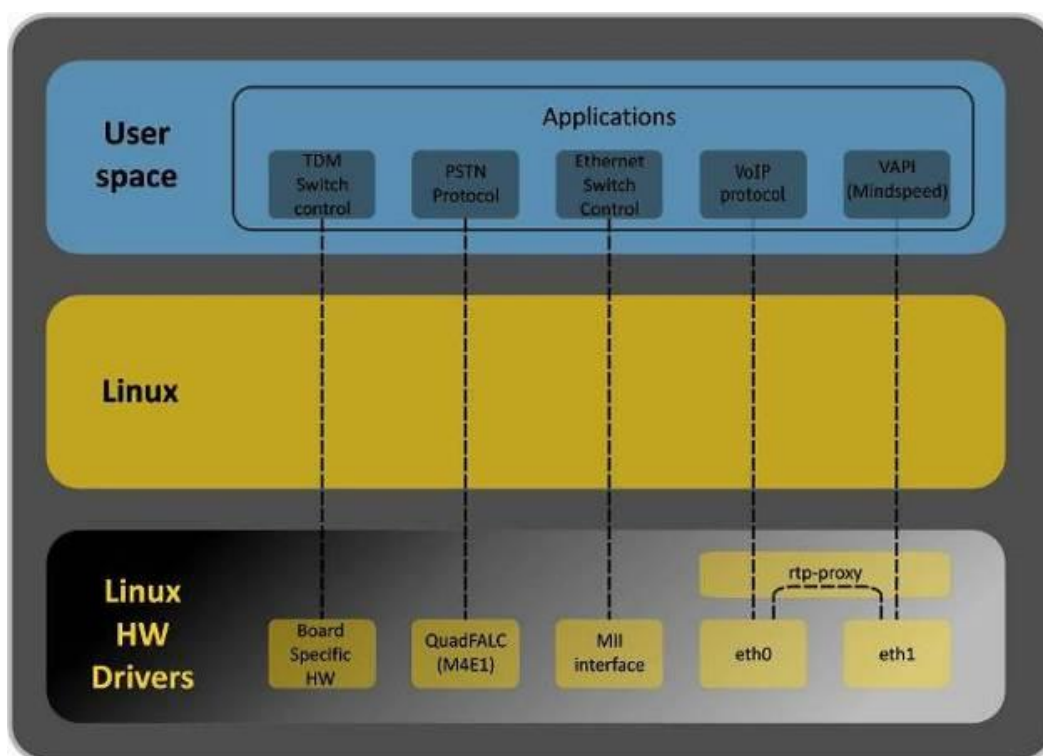 User
space
Applications
TDM
Switch
control
PSTN
Protocol
Ethernet
Switch
Control
VoIP
protocol
VAPI
(Mindspeed)
Linux
Linux
HW
Drivers
rtp-proxy
Board
Specific
HW
QuadFALC
(M4E1)
MII
interface
eth0
eth1